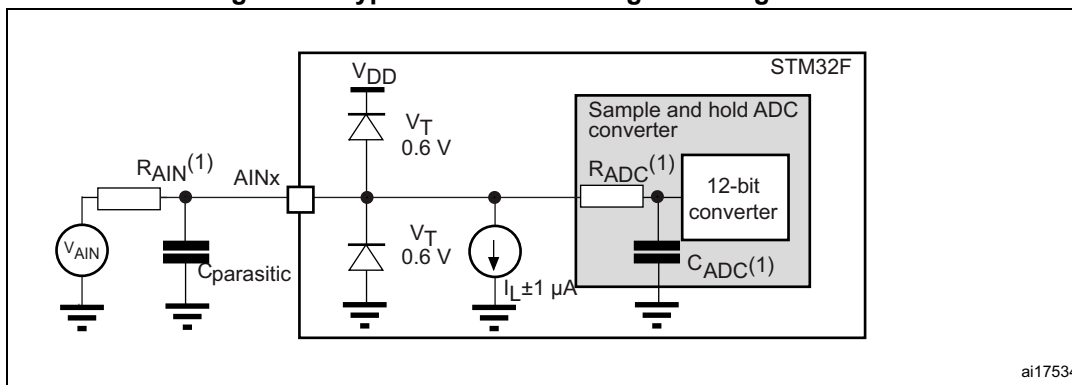 STM32F
VDD
Sample and hold ADC
converter
VT
0.6 V
RAIN(1)
AINx
RADC(1)
12-bit
converter
VAIN
Cparasitic
VT
0.6 V
IL±1 µA
CADC(1)
ai17534